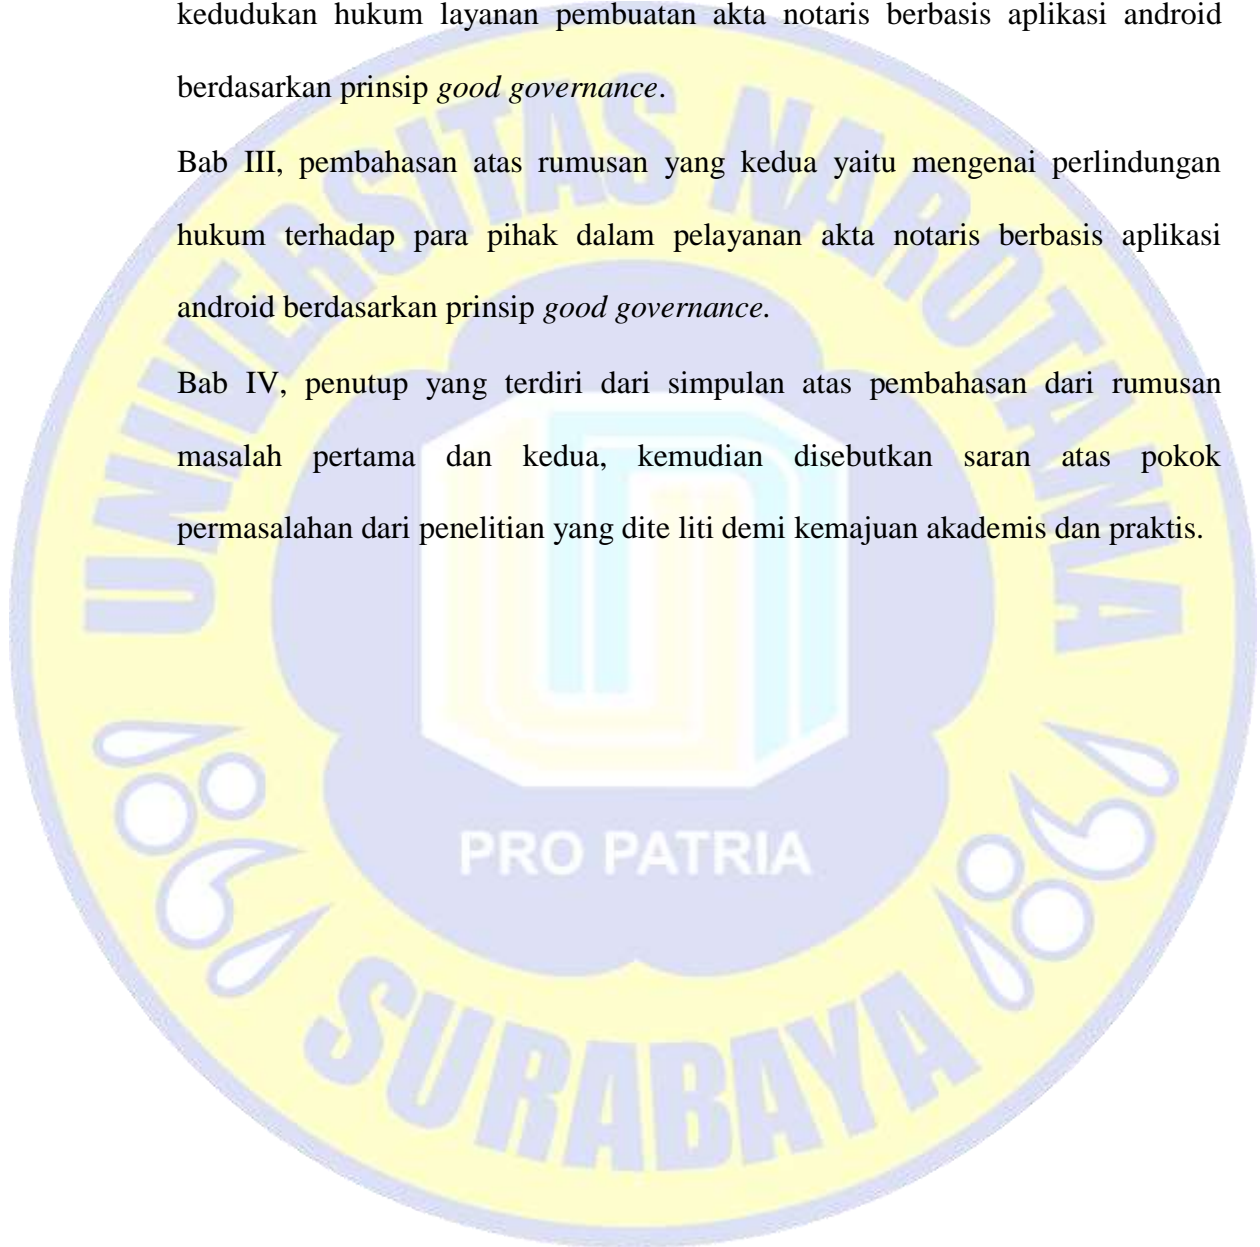 kedudukan hukum layanan pembuatan akta notaris berbasis aplikasi android
berdasarkan prinsip good governance.
Bab III, pembahasan atas rumusan yang kedua yaitu mengenai perlindungan
hukum terhadap para pihak dalam pelayanan akta notaris berbasis aplikasi
android berdasarkan prinsip good governance.
Bab IV, penutup yang terdiri dari simpulan atas pembahasan dari rumusan
masalah pertama dan kedua, kemudian disebutkan saran atas pokok
permasalahan dari penelitian yang dite liti demi kemajuan akademis dan praktis.
UNIVERSITAS NAROTAMA
PRO PATRIA
1981
SURABAYA